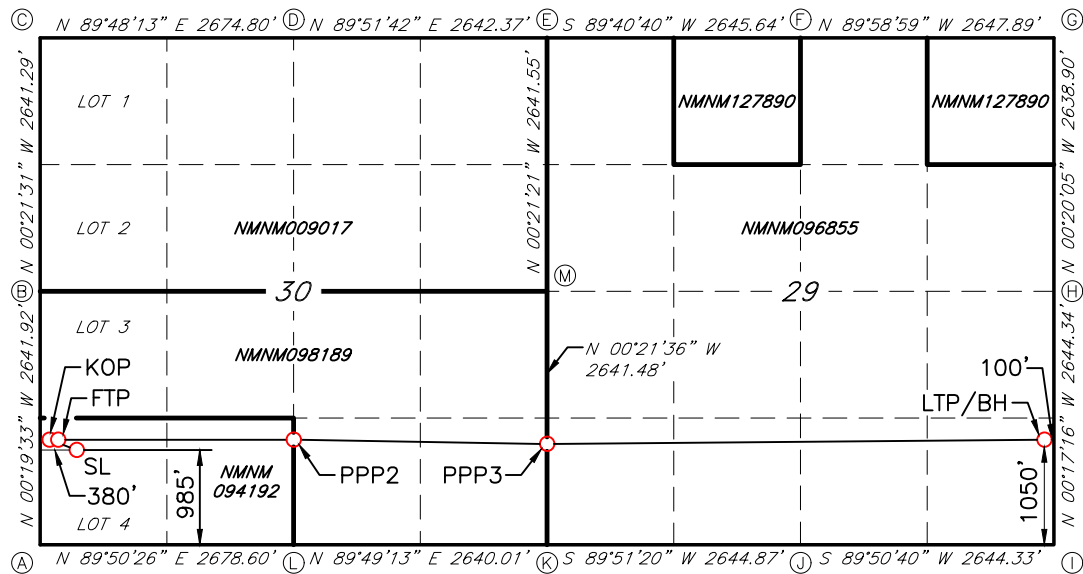 C N 89°48'13" E 2674.80' D N 89°51'42" E 2642.37' E S 89°40'40" W 2645.64' F N 89°58'59" W 2647.89' G
N 00°21'31" W 2641.29'
LOT 1
N 00°21'21" W 2641.55'
NMNM127890
NMNM127890
N 00°20'05" W 2638.90'
LOT 2
NMNM009017
NMNM096855
B
30
M
29
H
N 00°19'33" W 2641.92'
LOT 3
NMNM098189
N 00°21'36" W
2641.48'
N 00°17'16" W 2644.34'
KOP
100'
FTP
LTP/BH
SL
NMNM
094192
PPP2
PPP3
380'
985'
1050'
LOT 4
A N 89°50'26" E 2678.60' L N 89°49'13" E 2640.01' K S 89°51'20" W 2644.87' J S 89°50'40" W 2644.33' I